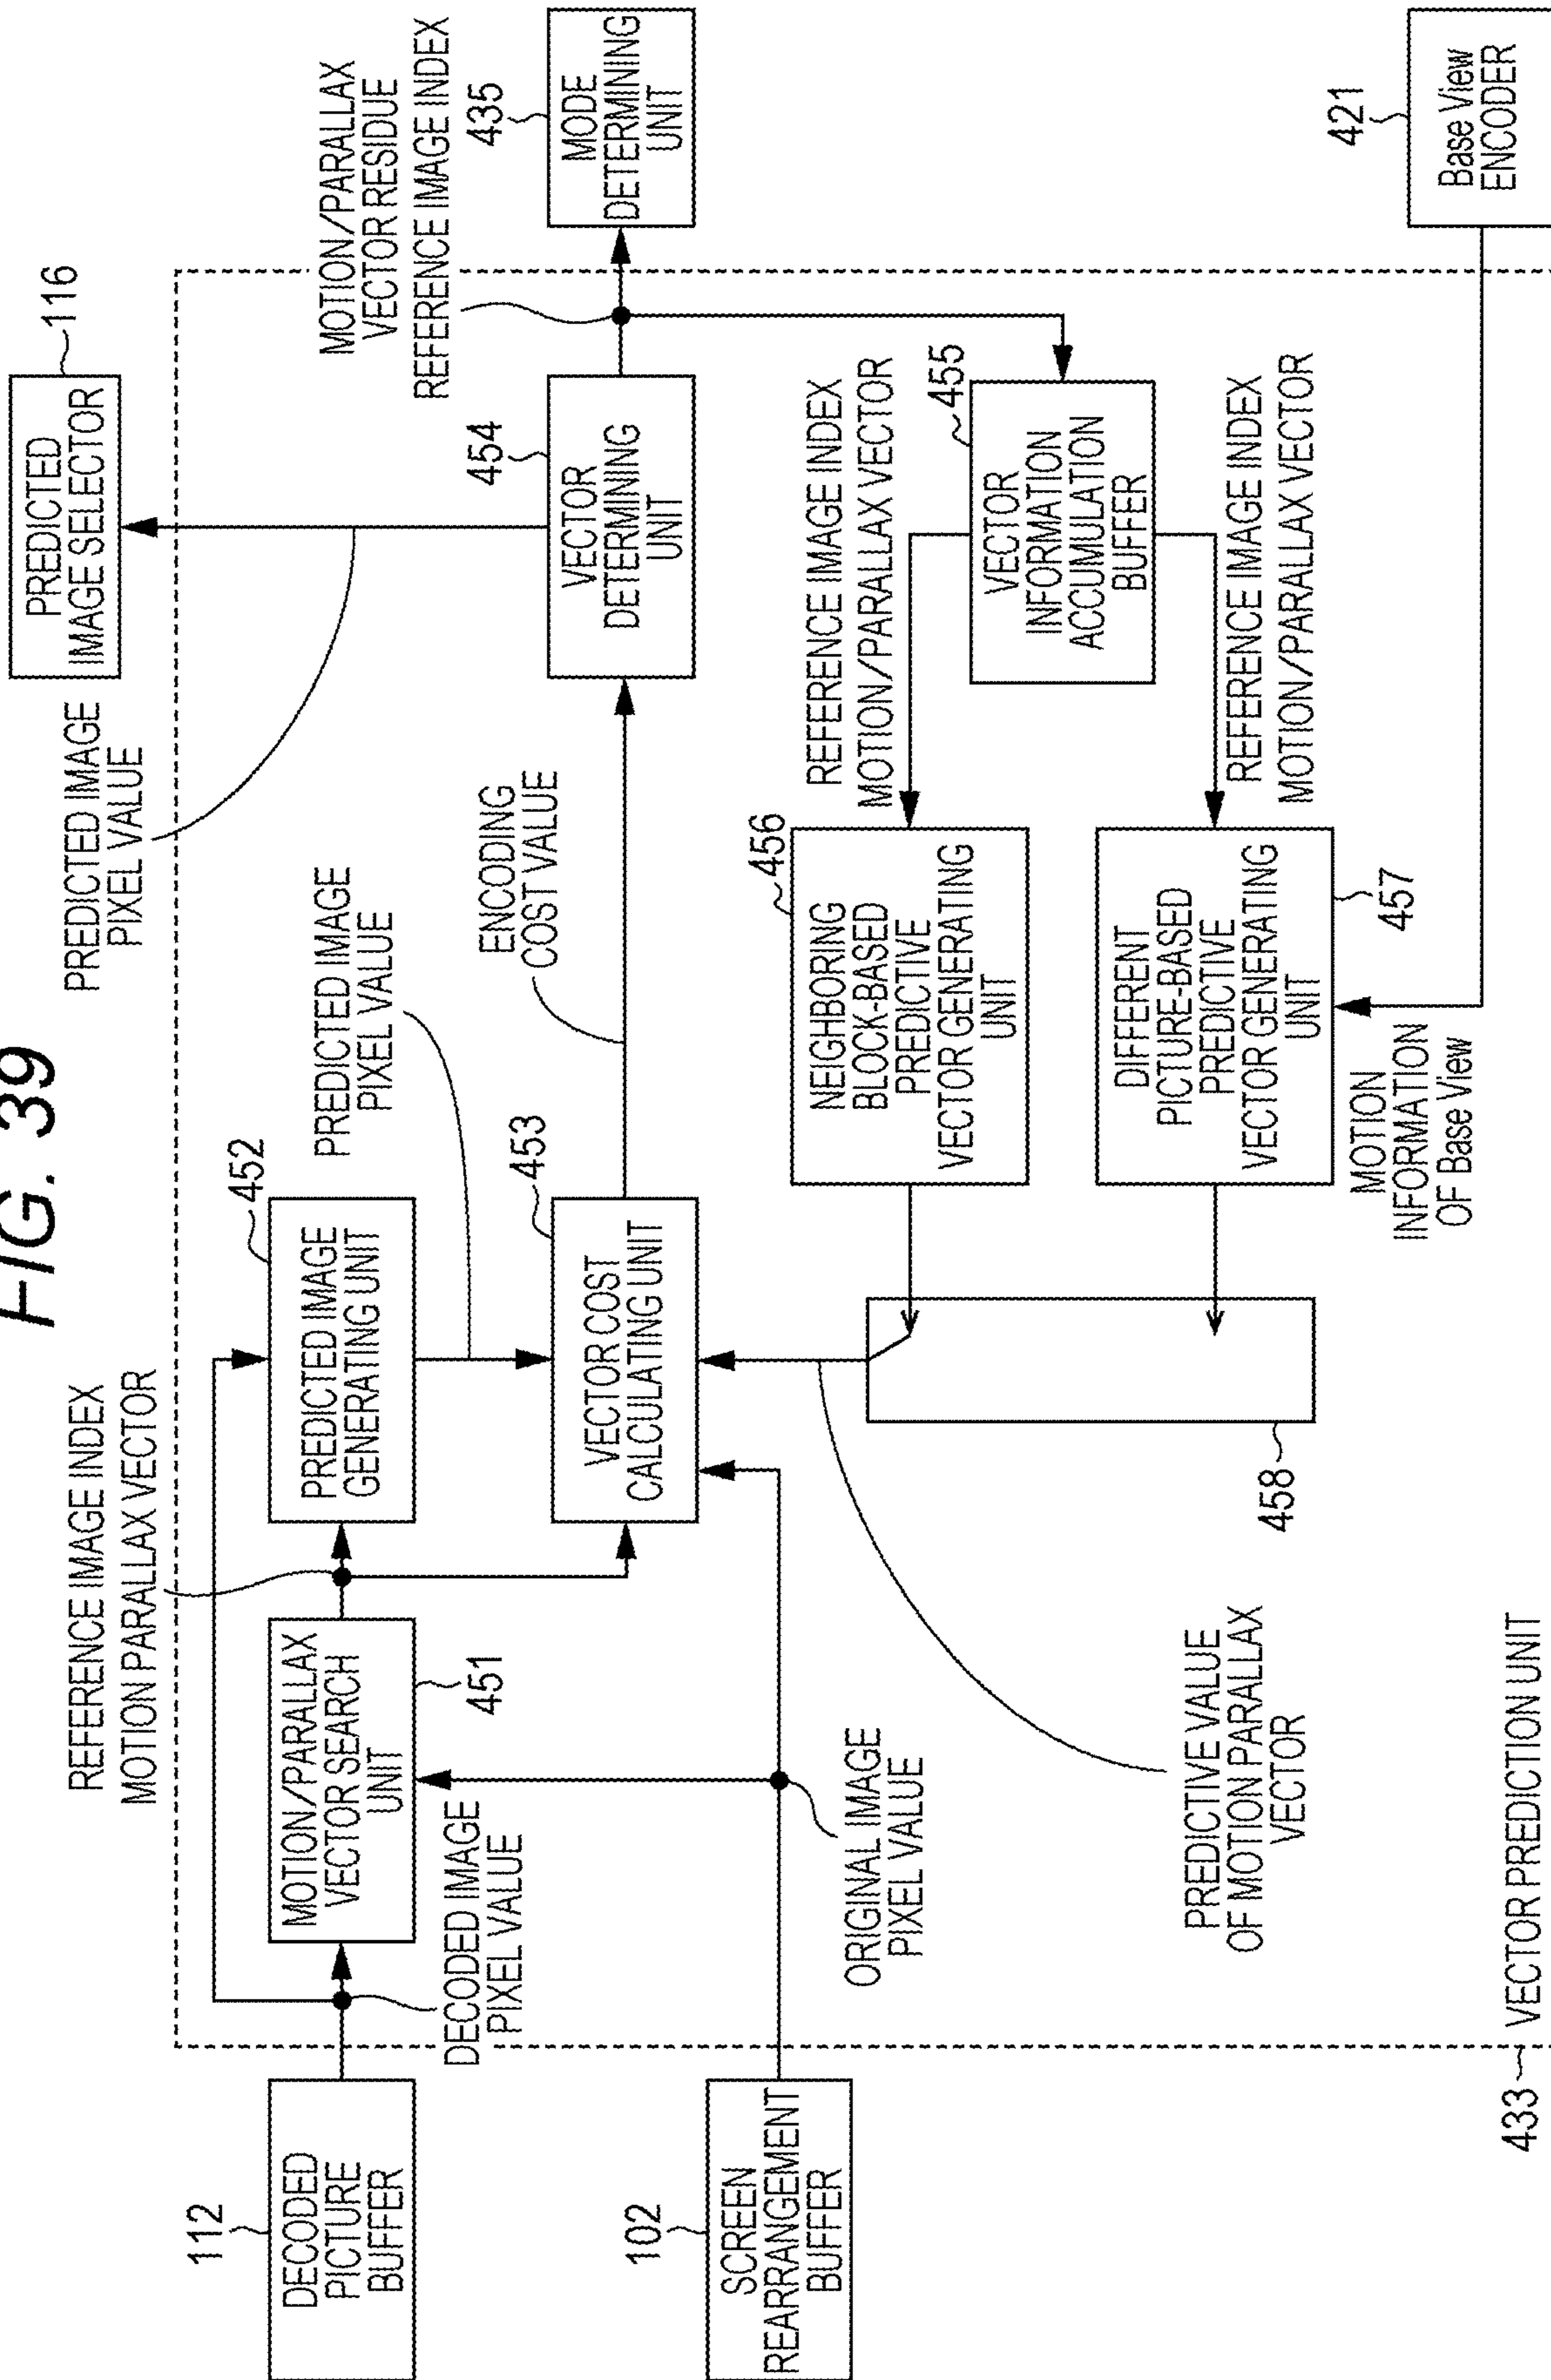 FIG. 39
PREDICTED IMAGE
PIXEL VALUE
PREDICTED
IMAGE SELECTOR
116
REFERENCE IMAGE INDEX
MOTION PARALLAX VECTOR
112
DECODED
PICTURE
BUFFER
DECODED IMAGE
PIXEL VALUE
MOTION/PARALLAX
VECTOR SEARCH
UNIT
451
PREDICTED IMAGE
GENERATING UNIT
452
PREDICTED IMAGE
PIXEL VALUE
VECTOR COST
CALCULATING UNIT
453
ENCODING
COST VALUE
VECTOR
DETERMINING
UNIT
454
MOTION/PARALLAX
VECTOR RESIDUE
REFERENCE IMAGE INDEX
435
MODE
DETERMINING
UNIT
102
SCREEN
REARRANGEMENT
BUFFER
ORIGINAL IMAGE
PIXEL VALUE
PREDICTIVE VALUE
OF MOTION PARALLAX
VECTOR
458
NEIGHBORING
BLOCK-BASED
PREDICTIVE
VECTOR GENERATING
UNIT
456
REFERENCE IMAGE INDEX
MOTION/PARALLAX VECTOR
VECTOR
INFORMATION
ACCUMULATION
BUFFER
455
DIFFERENT
PICTURE-BASED
PREDICTIVE
VECTOR GENERATING
UNIT
457
REFERENCE IMAGE INDEX
MOTION/PARALLAX VECTOR
MOTION
INFORMATION
OF Base View
421
Base View
ENCODER
433
VECTOR PREDICTION UNIT